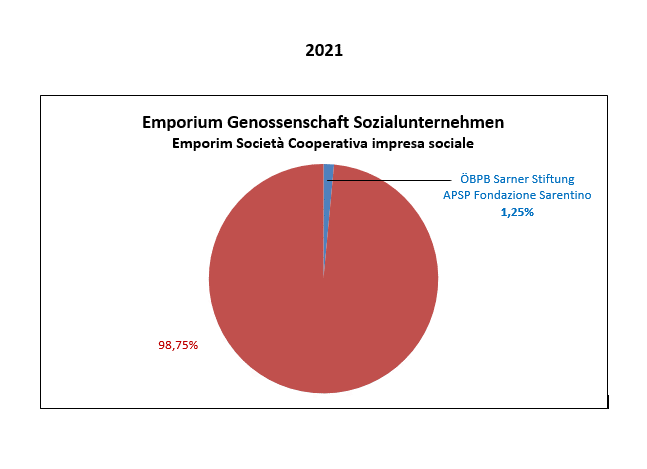 2021
Emporium Genossenschaft Sozialunternehmen
Emporim Società Cooperativa impresa sociale
ÖBPB Sarner Stiftung
APSP Fondazione Sarentino
1,25%
98,75%